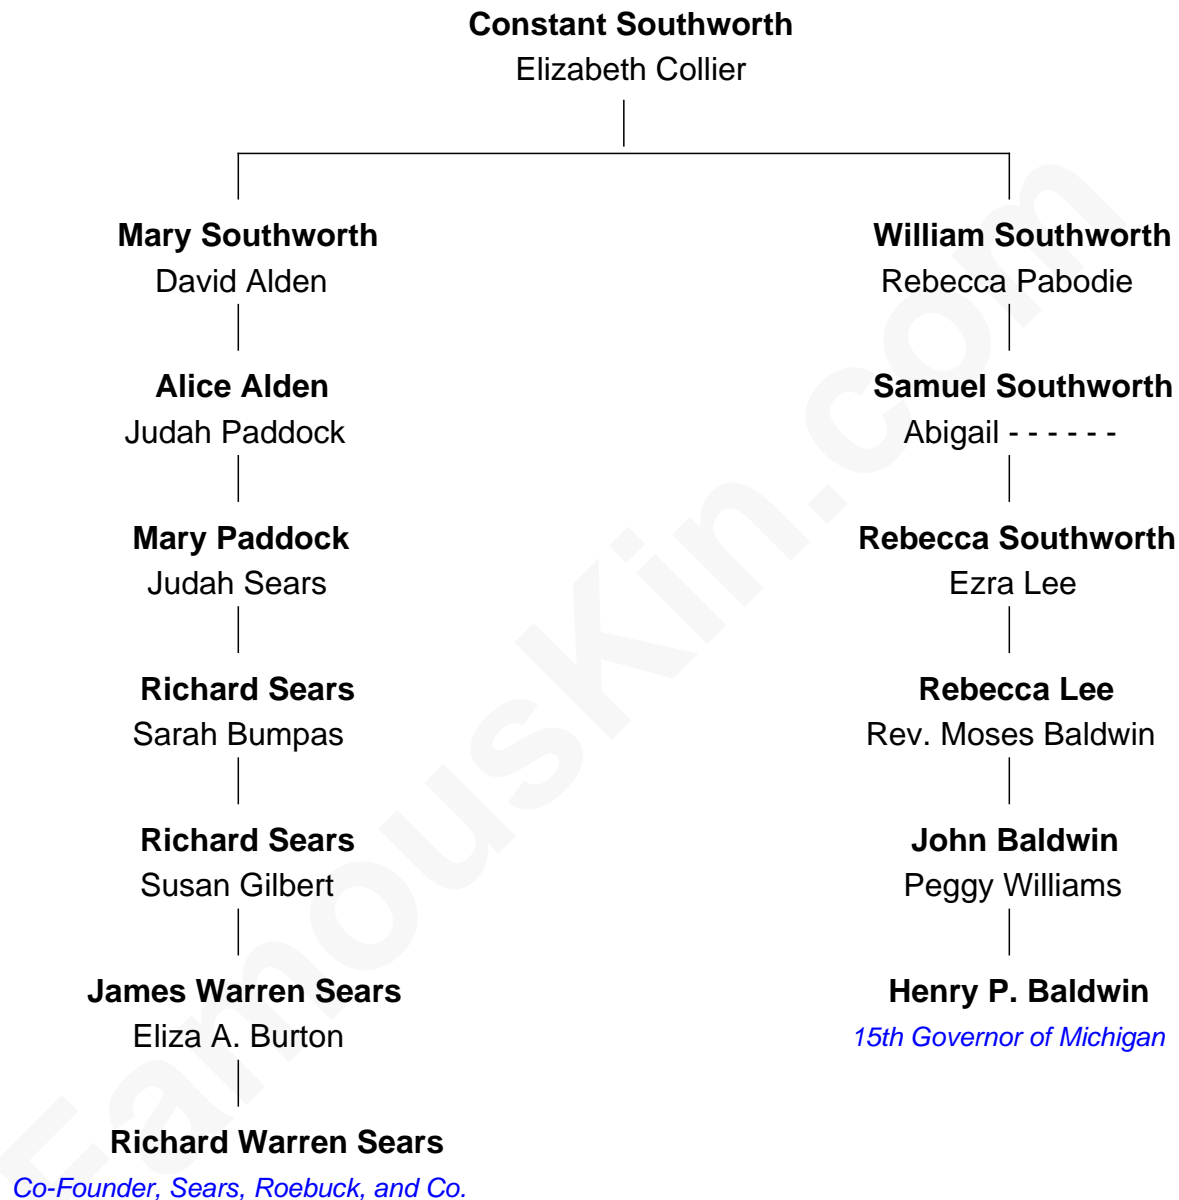 Constant Southworth
Elizabeth Collier
Mary Southworth
David Alden
William Southworth
Rebecca Pabodie
Alice Alden
Judah Paddock
Samuel Southworth
Abigail - - - - - -
Mary Paddock
Judah Sears
Rebecca Southworth
Ezra Lee
Richard Sears
Sarah Bumpas
Rebecca Lee
Rev. Moses Baldwin
Richard Sears
Susan Gilbert
John Baldwin
Peggy Williams
James Warren Sears
Eliza A. Burton
Henry P. Baldwin
15th Governor of Michigan
Richard Warren Sears
Co-Founder, Sears, Roebuck, and Co.
FamousKin.com